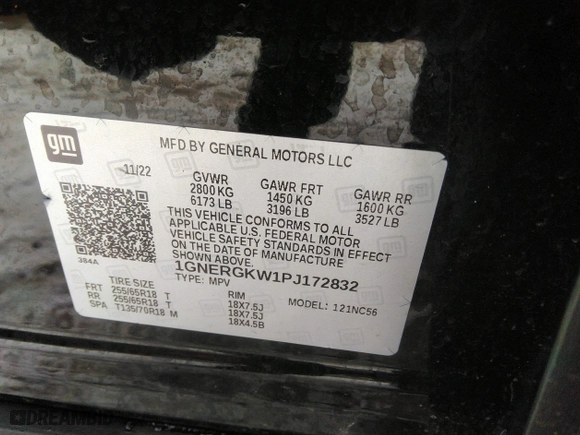 gm
MFD BY GENERAL MOTORS LLC
11/22
GVWR GAWR FRT GAWR RR
2800 KG 1450 KG 1600 KG
6173 LB 3196 LB 3527 LB
THIS VEHICLE CONFORMS TO ALL
APPLICABLE U.S. FEDERAL MOTOR
VEHICLE SAFETY STANDARDS IN EFFECT
ON THE DATE OF MANUFACTURE
SHOWN ABOVE.
384A
1GNERGKW1PJ172832
TYPE: MPV
TIRE SIZE RIM MODEL: 121NC56
FRT 255/65R18 T 18X7.5J
RR 255/65R18 T 18X7.5J
SPA T135/70R18 M 18X4.5B